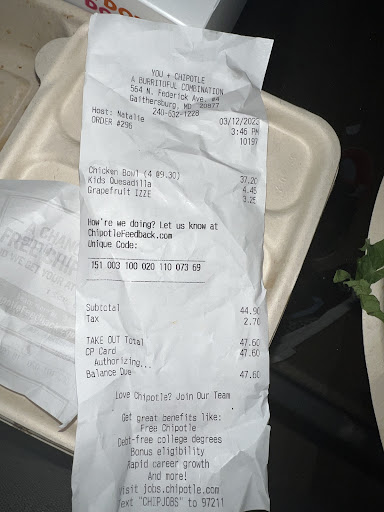 YOU + CHIPOTLE
A BURRITOFUL COMBINATION
564 N. Federick Ave. #4
Gaithersburg, MD 20877
240-632-1228
Host: Natalie 03/12/2023
ORDER #296 3:46 PM
10197
Chicken Bowl (4 @9.30) 37.20
Kids Quesadilla 4.45
Grapefruit IZZE 3.25
How're we doing? Let us know at
ChipotleFeedback.com
Unique Code:
151 003 100 020 110 073 69
Subtotal 44.90
Tax 2.70
TAKE OUT Total 47.60
CP Card 47.60
Authorizing...
Balance Due 47.60
Love Chipotle? Join Our Team
Get great benefits like:
Free Chipotle
Debt-free college degrees
Bonus eligibility
Rapid career growth
And more!
Visit jobs.chipotle.com
Text "CHIPJOBS" to 97211